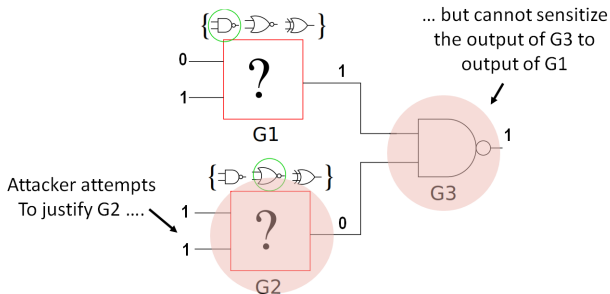 ... but cannot sensitize
the output of G3 to
output of G1
{ }
0
1
?
1
G1
1
G3
{ }
Attacker attempts
To justify G2 ....
1
1
?
0
G2